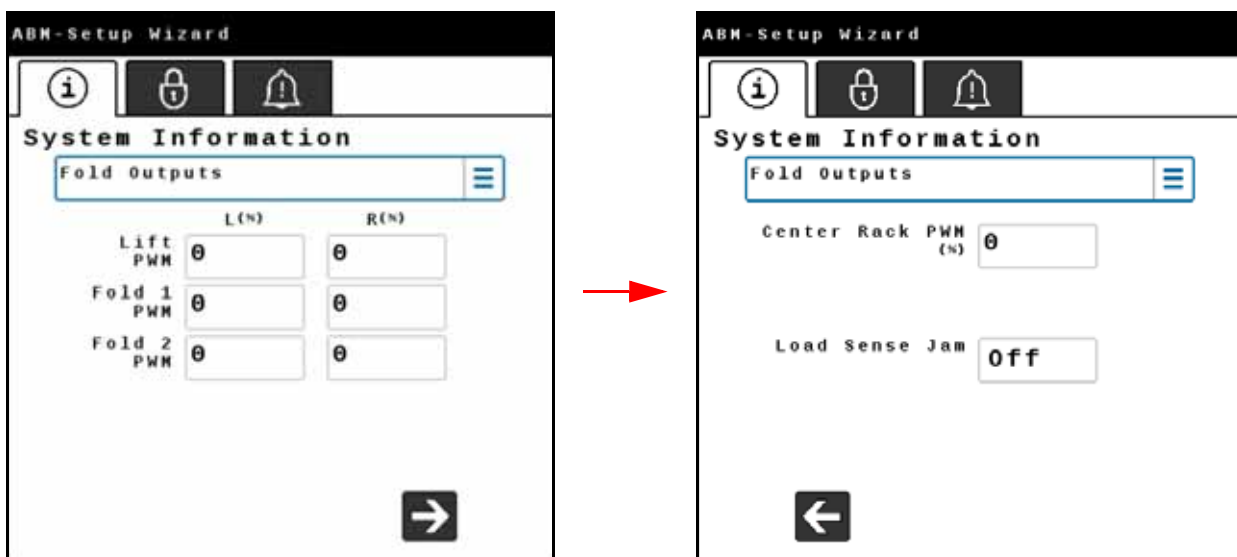 ABM-Setup Wizard
System Information
Fold Outputs
L(%) R(%)
Lift PWM 0 0
Fold 1 PWM 0 0
Fold 2 PWM 0 0
ABM-Setup Wizard
System Information
Fold Outputs
Center Rack PWM (%) 0
Load Sense Jam Off